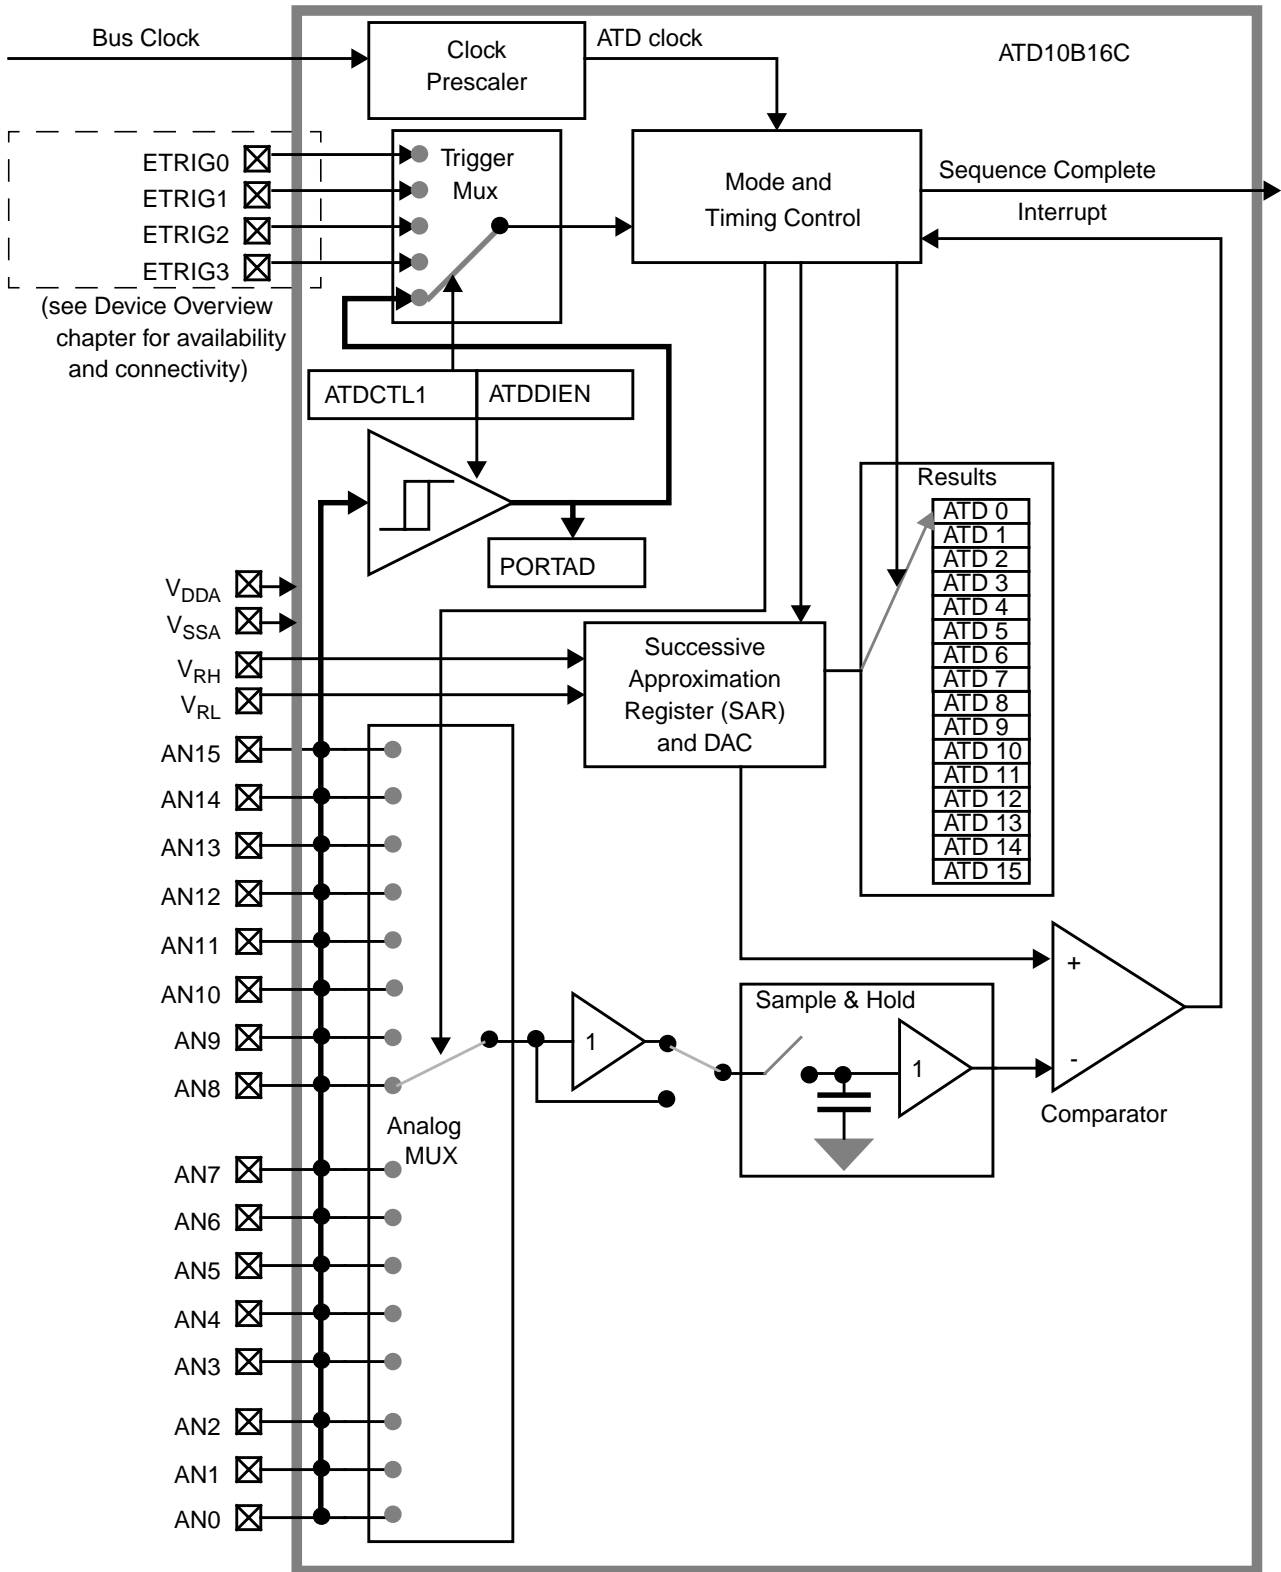 Bus Clock
Clock
Prescaler
ATD clock
ATD10B16C
ETRIG0
ETRIG1
ETRIG2
ETRIG3
(see Device Overview
chapter for availability
and connectivity)
Trigger
Mux
Mode and
Timing Control
Sequence Complete
Interrupt
ATDCTL1
ATDDIEN
PORTAD
Results
ATD 0
ATD 1
ATD 2
ATD 3
ATD 4
ATD 5
ATD 6
ATD 7
ATD 8
ATD 9
ATD 10
ATD 11
ATD 12
ATD 13
ATD 14
ATD 15
VDDA
VSSA
VRH
VRL
Successive
Approximation
Register (SAR)
and DAC
AN15
AN14
AN13
AN12
AN11
AN10
AN9
AN8
AN7
AN6
AN5
AN4
AN3
AN2
AN1
AN0
Analog
MUX
1
Sample & Hold
1
+
-
Comparator